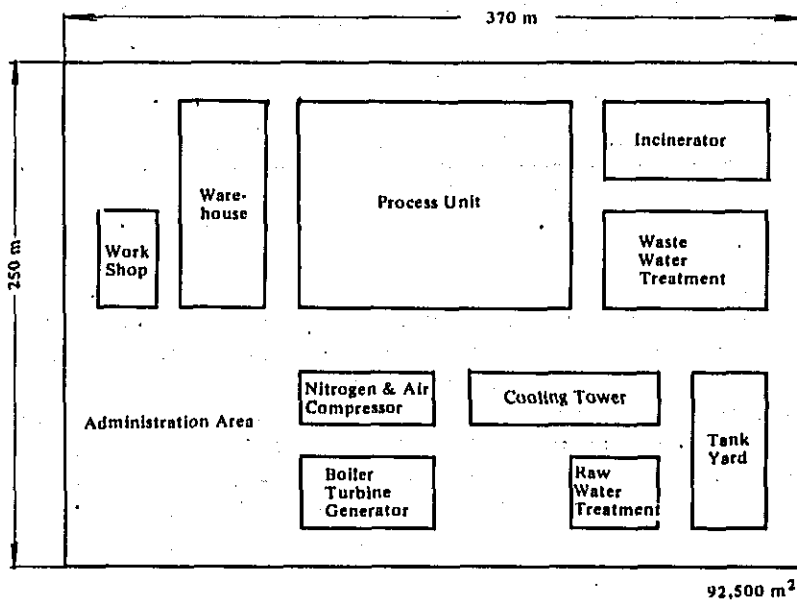 370 m
250 m
Ware-
house
Process Unit
Incinerator
Work
Shop
Waste
Water
Treatment
Nitrogen & Air
Compressor
Cooling Tower
Administration Area
Tank
Yard
Boiler
Turbine
Generator
Raw
Water
Treatment
92,500 m²